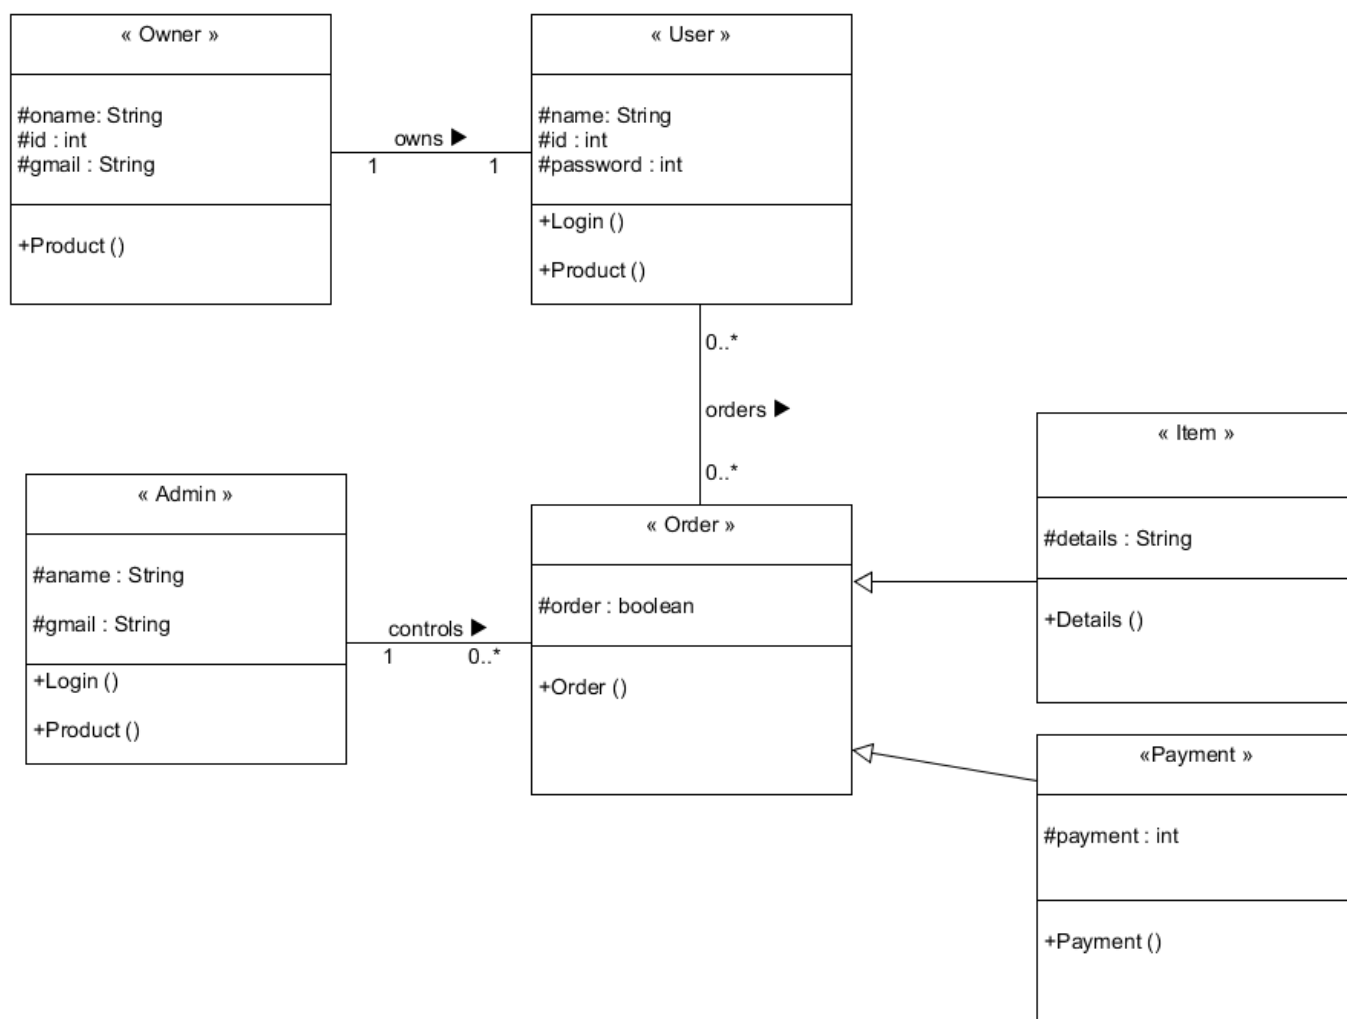 « Owner »
#oname: String
#id : int
#gmail : String
+Product ()
owns ▶
1
1
« User »
#name: String
#id : int
#password : int
+Login ()
+Product ()
0..*
orders ▶
0..*
« Admin »
#aname : String
#gmail : String
+Login ()
+Product ()
controls ▶
1
0..*
« Order »
#order : boolean
+Order ()
« Item »
#details : String
+Details ()
«Payment »
#payment : int
+Payment ()